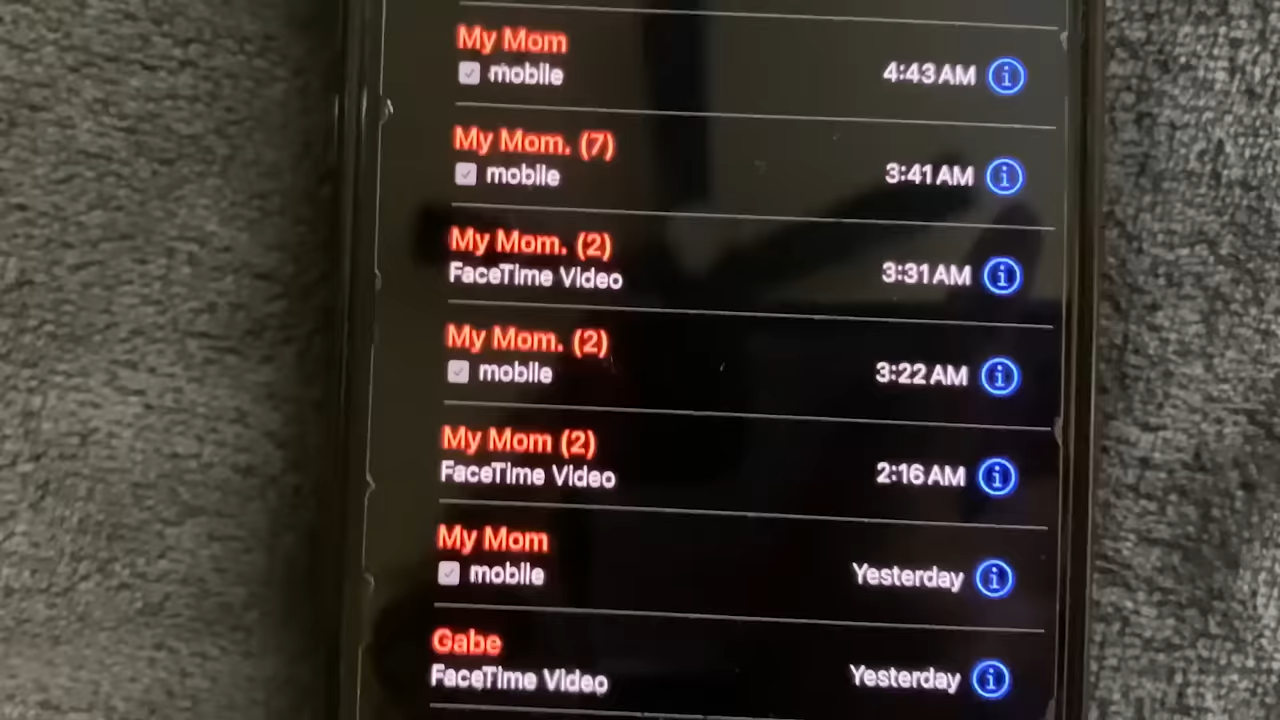 My Mom
mobile
4:43 AM
My Mom. (7)
mobile
3:41 AM
My Mom. (2)
FaceTime Video
3:31 AM
My Mom. (2)
mobile
3:22 AM
My Mom (2)
FaceTime Video
2:16 AM
My Mom
mobile
Yesterday
Gabe
FaceTime Video
Yesterday